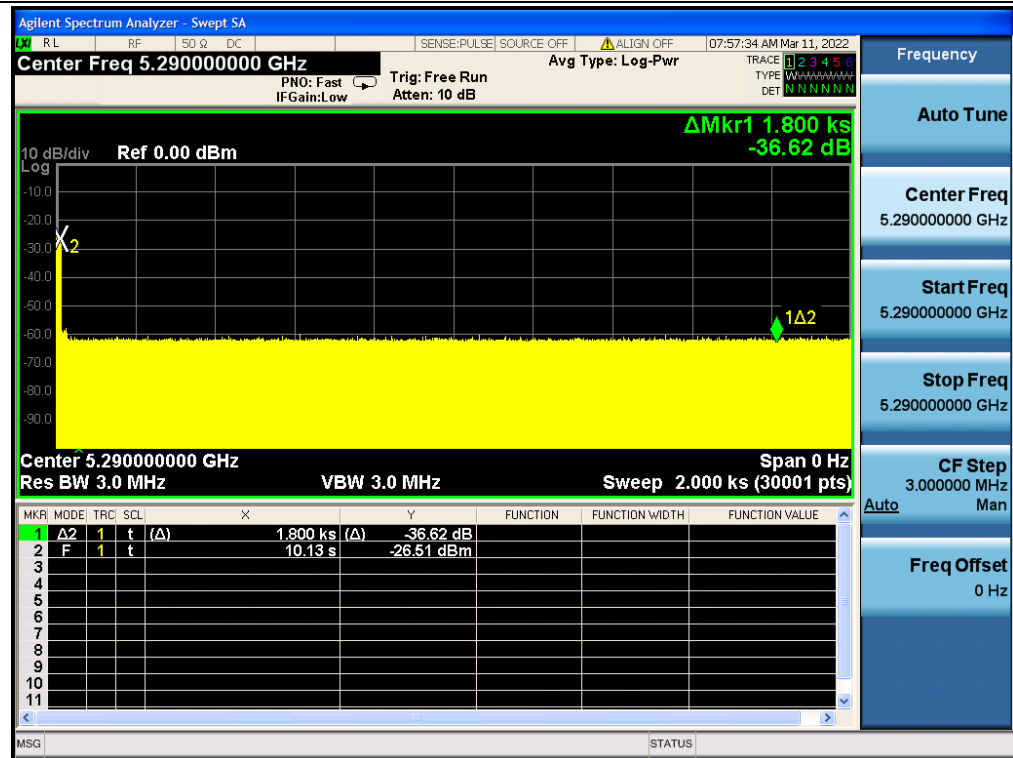 Agilent Spectrum Analyzer - Swept SA
LXI RL RF 50 Ω DC SENSE:PULSE SOURCE OFF ALIGN OFF 07:57:34 AM Mar 11, 2022
Center Freq 5.290000000 GHz
Avg Type: Log-Pwr
TRACE 1 2 3 4 5 6
TYPE WWWWWWW
DET N N N N N N
PNO: Fast
IFGain:Low
Trig: Free Run
Atten: 10 dB
ΔMkr1 1.800 ks
-36.62 dB
10 dB/div Ref 0.00 dBm
Log
-10.0
-20.0
-30.0
-40.0
-50.0
-60.0
-70.0
-80.0
-90.0
X2
1Δ2
Center 5.290000000 GHz Span 0 Hz
Res BW 3.0 MHz VBW 3.0 MHz Sweep 2.000 ks (30001 pts)
MKR MODE TRC SCL X Y FUNCTION FUNCTION WIDTH FUNCTION VALUE
1 Δ2 1 t (Δ) 1.800 ks (Δ) -36.62 dB
2 F 1 t 10.13 s -26.51 dBm
3
4
5
6
7
8
9
10
11
MSG STATUS
Frequency
Auto Tune
Center Freq
5.290000000 GHz
Start Freq
5.290000000 GHz
Stop Freq
5.290000000 GHz
CF Step
3.000000 MHz
Auto Man
Freq Offset
0 Hz